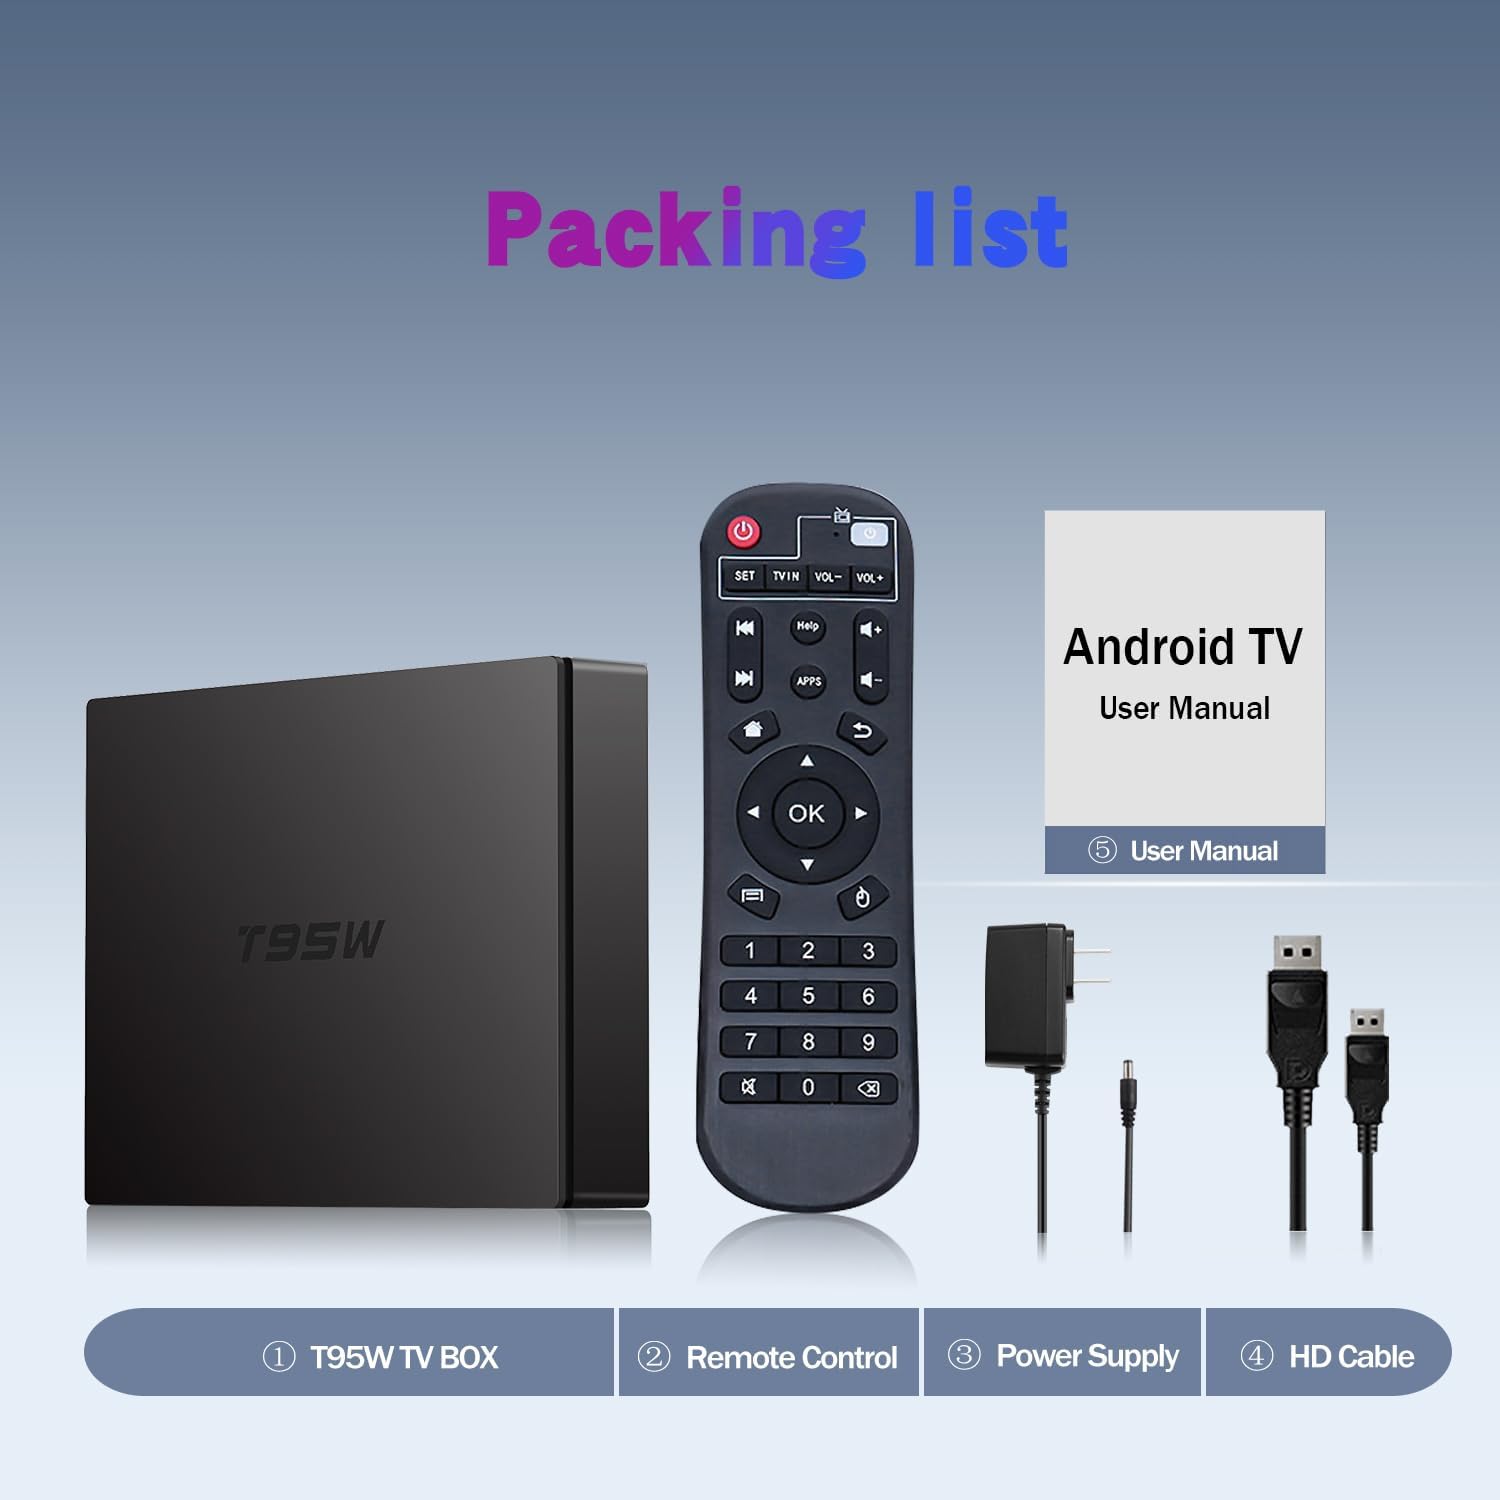 Packing list
SET TV IN VOL- VOL+
Help
APPS
OK
1 2 3
4 5 6
7 8 9
0
T95W
Android TV
User Manual
⑤ User Manual
① T95W TV BOX
② Remote Control
③ Power Supply
④ HD Cable